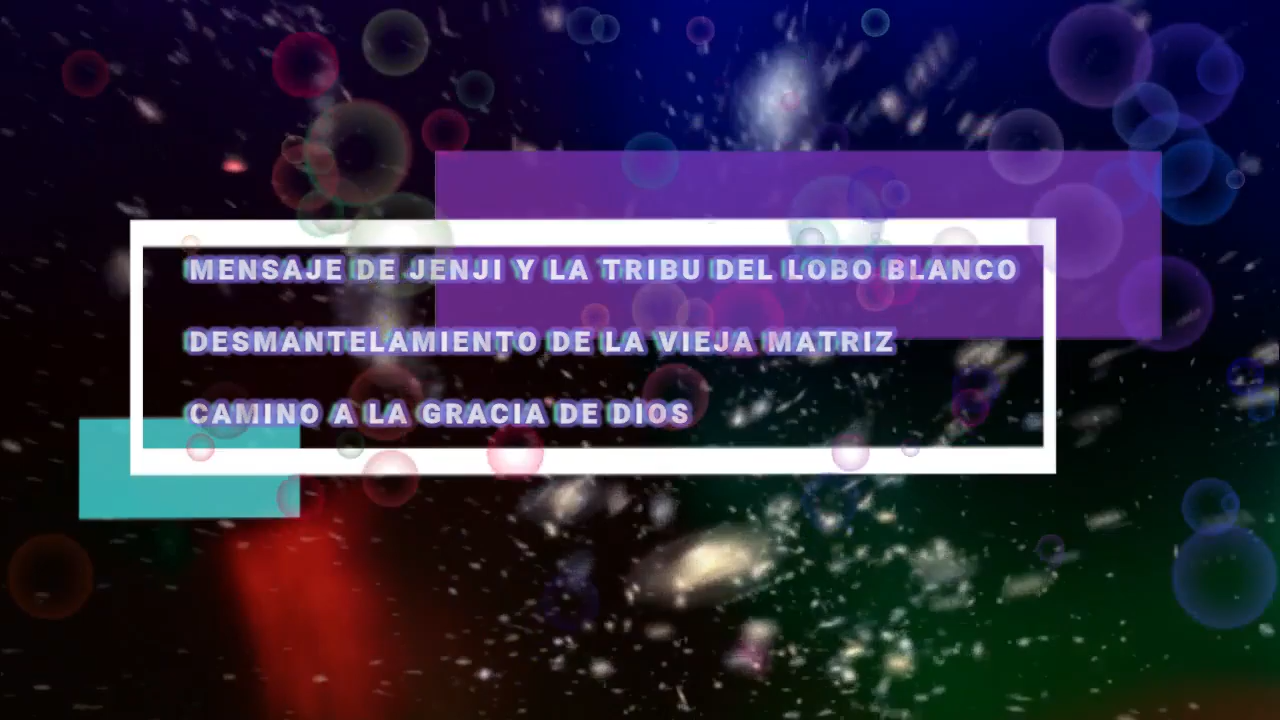 MENSAJE DE JENJI Y LA TRIBU DEL LOBO BLANCO
DESMANTELAMIENTO DE LA VIEJA MATRIZ
CAMINO A LA GRACIA DE DIOS